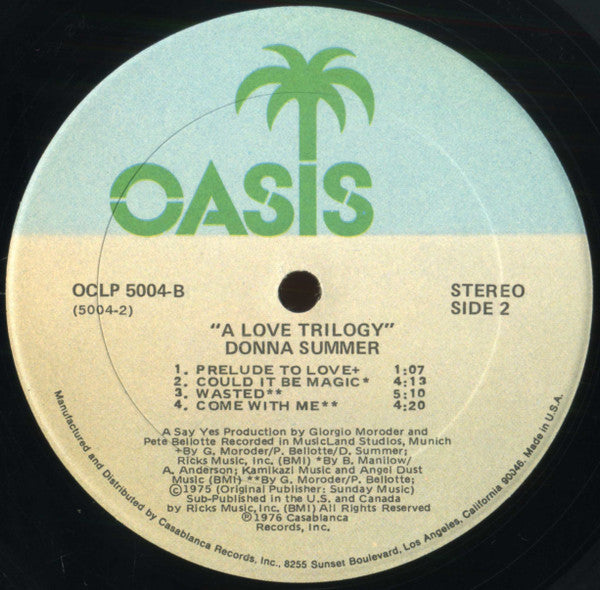 OASIS
OCLP 5004-B
(5004-2)
STEREO
SIDE 2
"A LOVE TRILOGY"
DONNA SUMMER
1. PRELUDE TO LOVE+ 1:07
2. COULD IT BE MAGIC* 4:13
3. WASTED** 5:10
4. COME WITH ME** 4:20
A Say Yes Production by Giorgio Moroder and
Pete Bellotte Recorded in MusicLand Studios, Munich
+By G. Moroder/P. Bellotte/D. Summer;
Ricks Music, Inc. (BMI) *By B. Manilow/
A. Anderson; Kamikazi Music and Angel Dust
Music (BMI) **By G. Moroder/P. Bellotte;
©1975 (Original Publisher: Sunday Music)
Sub-Published in the U.S. and Canada
by Ricks Music, Inc. (BMI) All Rights Reserved
℗1976 Casablanca
Records, Inc.
Manufactured and Distributed by Casablanca Records, Inc., 8255 Sunset Boulevard, Los Angeles, California 90046. Made in U.S.A.